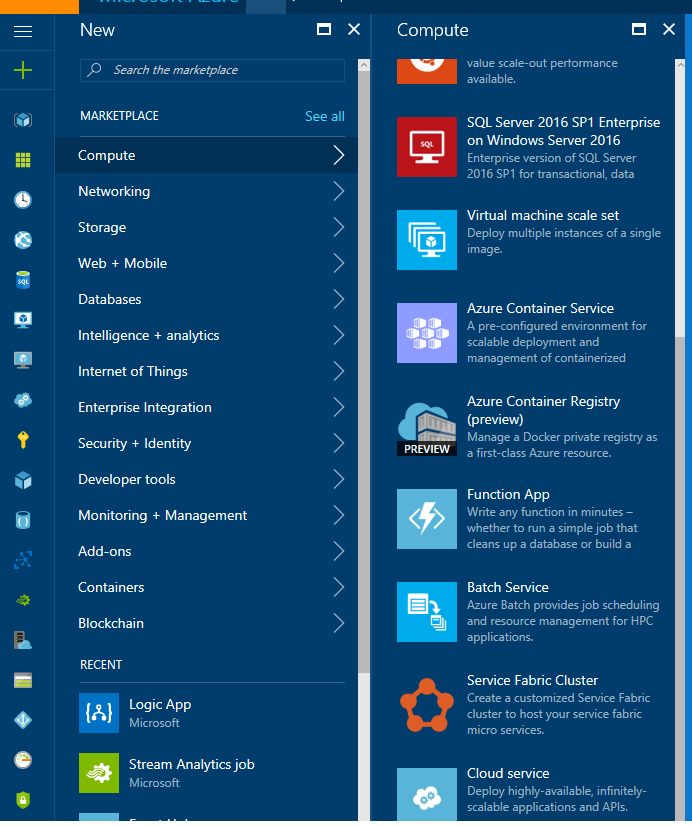 Microsoft Azure
New
Search the marketplace
MARKETPLACE
See all
Compute
Networking
Storage
Web + Mobile
Databases
Intelligence + analytics
Internet of Things
Enterprise Integration
Security + Identity
Developer tools
Monitoring + Management
Add-ons
Containers
Blockchain
RECENT
Logic App
Microsoft
Stream Analytics job
Microsoft
SQL
Compute
value scale-out performance
available.
SQL
SQL Server 2016 SP1 Enterprise
on Windows Server 2016
Enterprise version of SQL Server
2016 SP1 for transactional, data
Virtual machine scale set
Deploy multiple instances of a single
image.
Azure Container Service
A pre-configured environment for
scalable deployment and
management of containerized
Azure Container Registry
(preview)
Manage a Docker private registry as
a first-class Azure resource.
PREVIEW
Function App
Write any function in minutes –
whether to run a simple job that
cleans up a database or build a
Batch Service
Azure Batch provides job scheduling
and resource management for HPC
applications.
Service Fabric Cluster
Create a customized Service Fabric
cluster to host your service fabric
micro services.
Cloud service
Deploy highly-available, infinitely-
scalable applications and APIs.